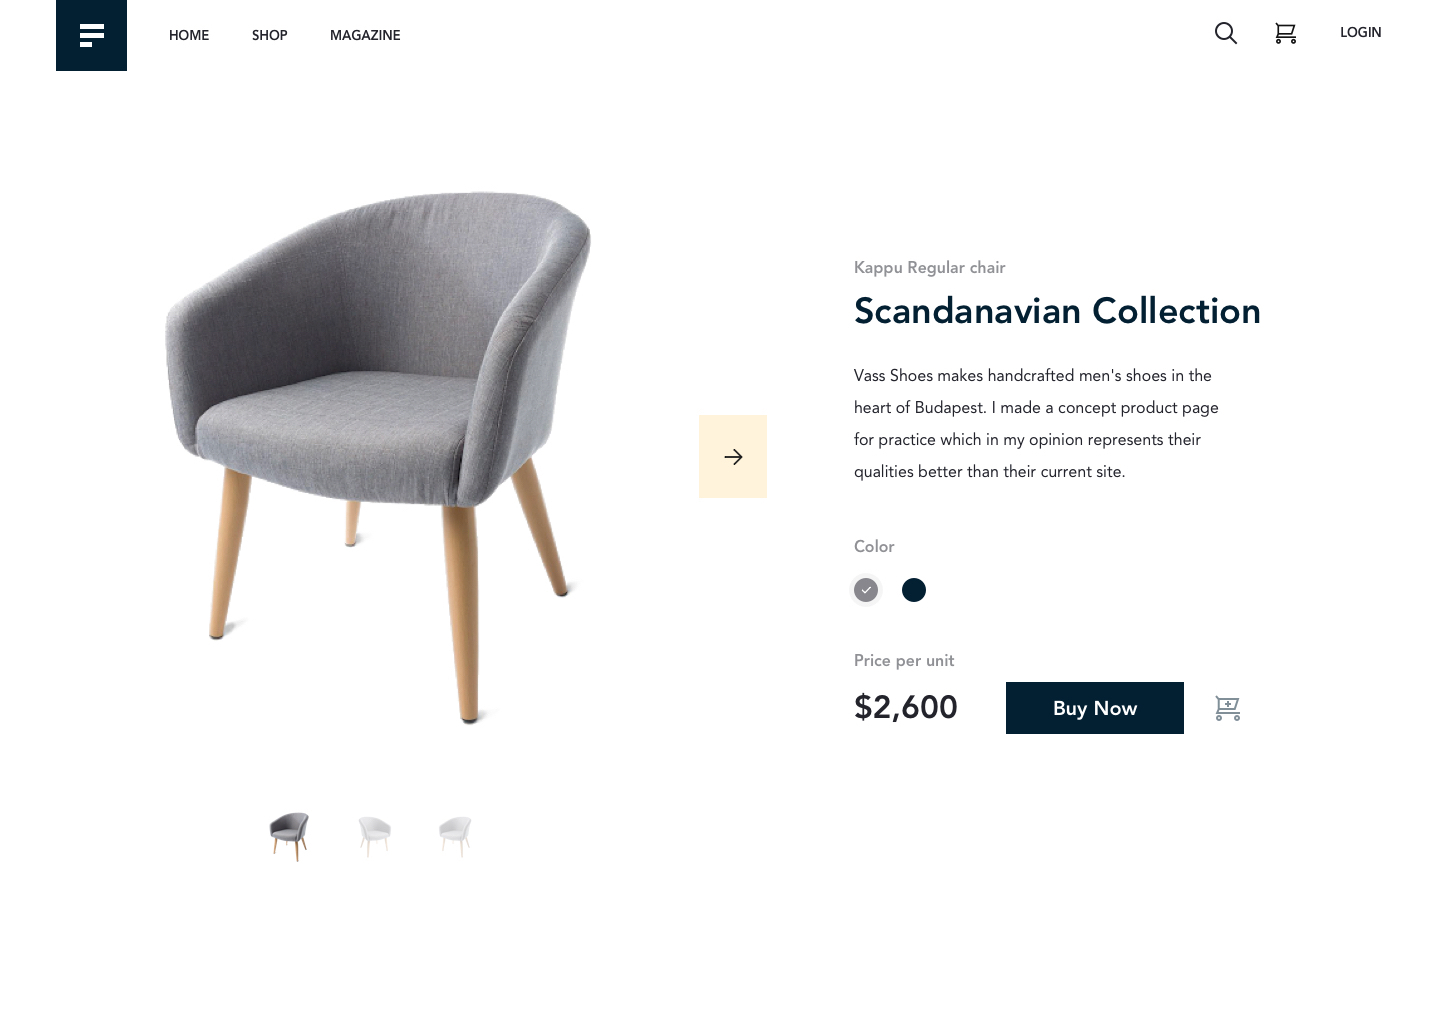 HOME
SHOP
MAGAZINE
LOGIN
Kappu Regular chair
Scandanavian Collection
Vass Shoes makes handcrafted men's shoes in the
heart of Budapest. I made a concept product page
for practice which in my opinion represents their
qualities better than their current site.
Color
Price per unit
$2,600
Buy Now